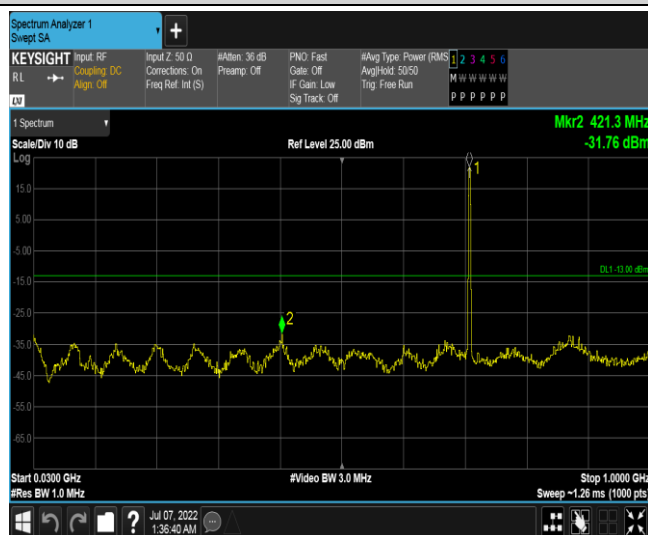 Spectrum Analyzer 1
Swept SA
+
KEYSIGHT
RL
LXI
Input: RF
Coupling: DC
Align: Off
Input Z: 50 Ω
Corrections: On
Freq Ref: Int (S)
#Atten: 36 dB
Preamp: Off
PNO: Fast
Gate: Off
IF Gain: Low
Sig Track: Off
#Avg Type: Power (RMS
Avg|Hold: 50/50
Trig: Free Run
1 2 3 4 5 6
M W W W W W
P P P P P P
1 Spectrum
Mkr2 421.3 MHz
Scale/Div 10 dB
Ref Level 25.00 dBm
-31.76 dBm
Log
1
15.0
5.00
-5.00
DL1 -13.00 dBm
-15.0
-25.0
2
-35.0
-45.0
-55.0
-65.0
Start 0.0300 GHz
#Video BW 3.0 MHz
Stop 1.0000 GHz
#Res BW 1.0 MHz
Sweep ~1.26 ms (1000 pts)
?
Jul 07, 2022
1:36:40 AM